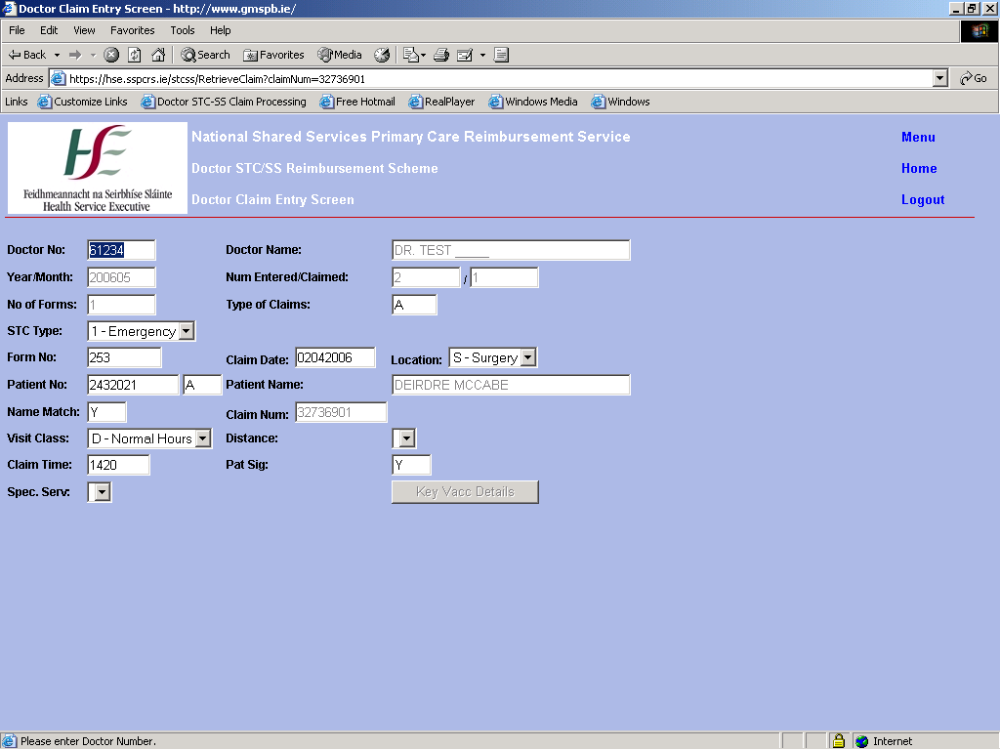 Doctor Claim Entry Screen - http://www.gmspb.ie/
File Edit View Favorites Tools Help
Back Search Favorites Media
Address https://hse.sspcrs.ie/stcss/RetrieveClaim?claimNum=32736901 Go
Links Customize Links Doctor STC-SS Claim Processing Free Hotmail RealPlayer Windows Media Windows
HSE
Feidhmeannacht na Seirbhíse Sláinte
Health Service Executive
National Shared Services Primary Care Reimbursement Service Menu
Doctor STC/SS Reimbursement Scheme Home
Doctor Claim Entry Screen Logout
Doctor No: 61234 Doctor Name: DR. TEST _____
Year/Month: 200605 Num Entered/Claimed: 2 / 1
No of Forms: 1 Type of Claims: A
STC Type: 1 - Emergency
Form No: 253 Claim Date: 02042006 Location: S - Surgery
Patient No: 2432021 A Patient Name: DEIRDRE MCCABE
Name Match: Y Claim Num: 32736901
Visit Class: D - Normal Hours Distance:
Claim Time: 1420 Pat Sig: Y
Spec. Serv: Key Vacc Details
Please enter Doctor Number. Internet